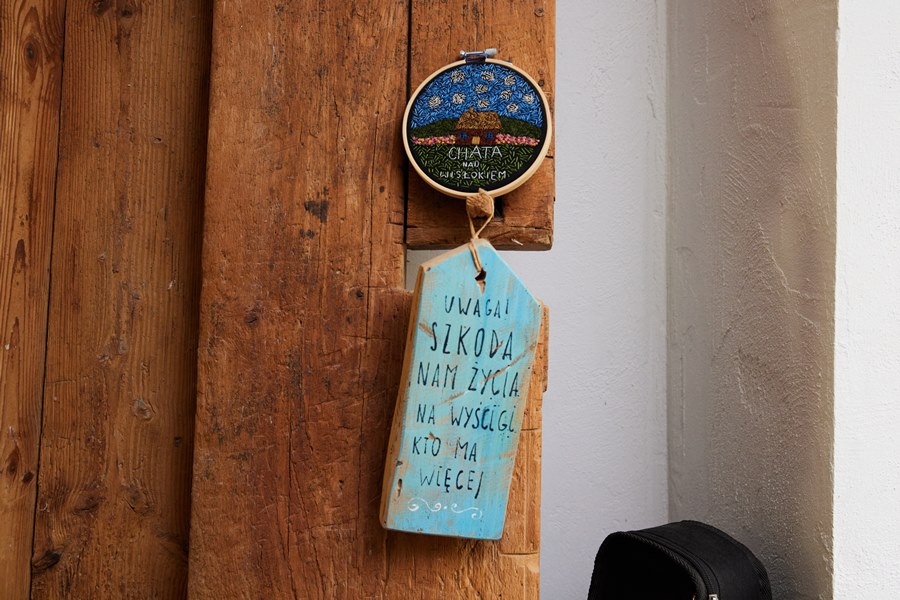 CHATA
NAD
WISŁOKIEM
UWAGA!
SZKODA
NAM ŻYCIA
NA WYŚCIGI
KTO MA
WIĘCEJ